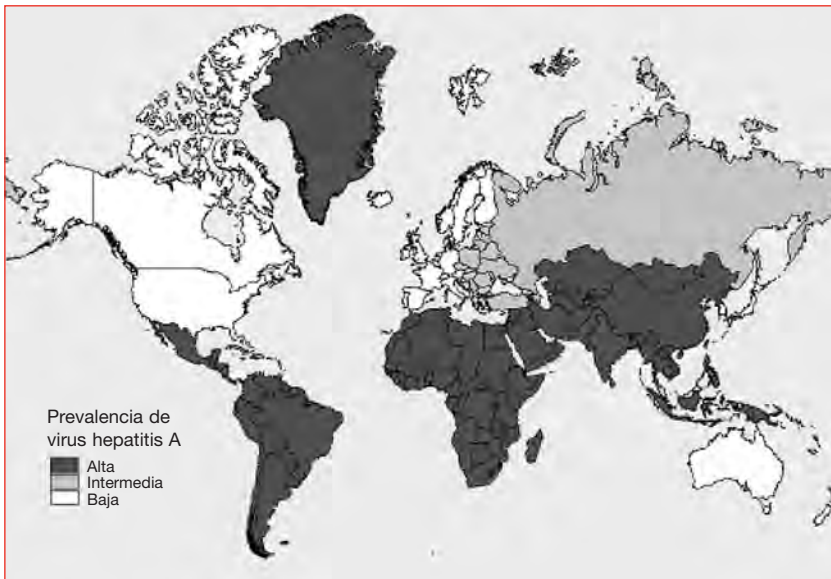 Prevalencia de
virus hepatitis A
Alta
Intermedia
Baja